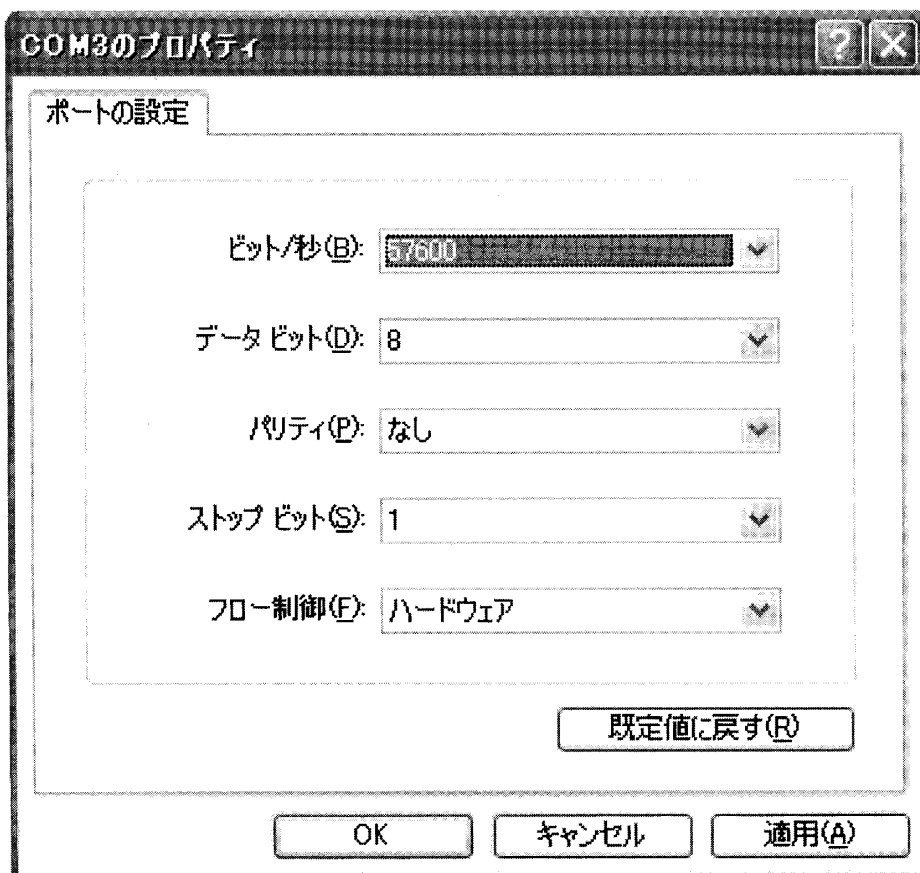 COM3のプロパティ
ポートの設定
ビット/秒(B): 57600
データ ビット(D): 8
パリティ(P): なし
ストップ ビット(S): 1
フロー制御(F): ハードウェア
既定値に戻す(R)
OK キャンセル 適用(A)